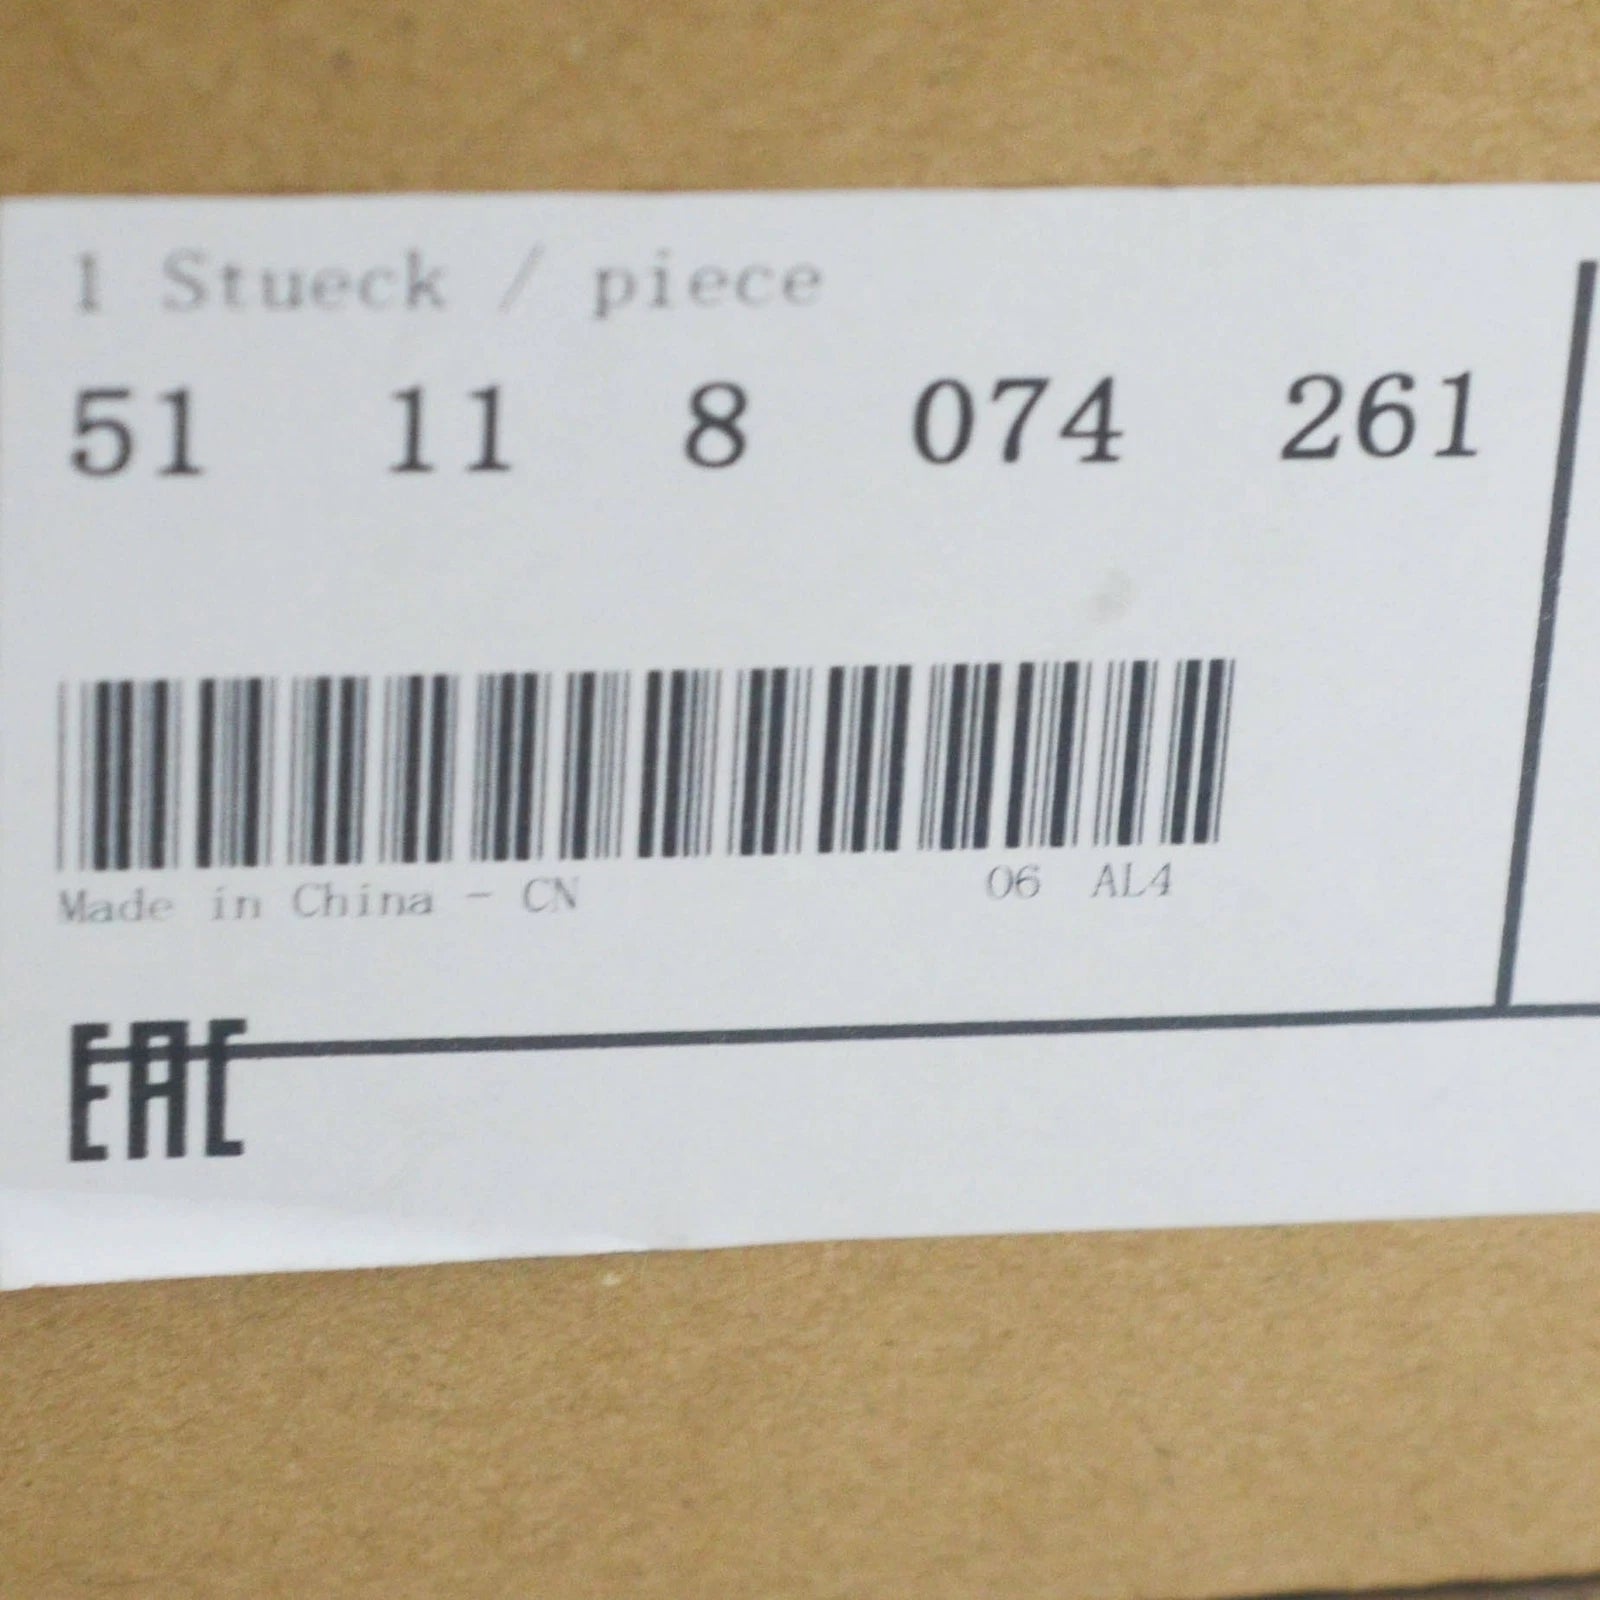 1 Stueck / piece
51 11 8 074 261
Made in China - CN 06 AL4
EAC